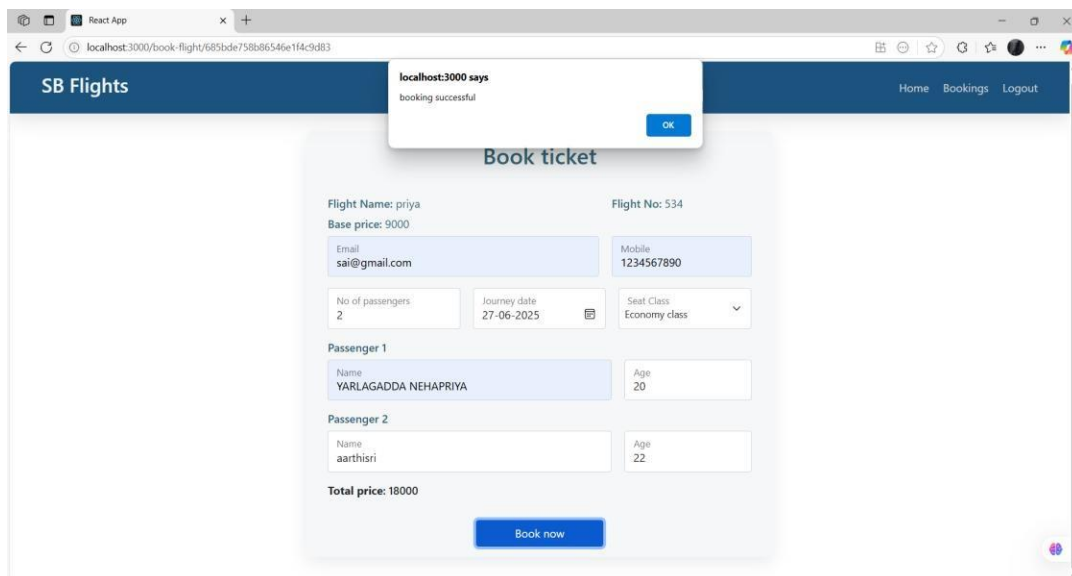 React App
localhost:3000/book-flight/685bde758b86546e1f4c9d83
SB Flights
localhost:3000 says
booking successful
OK
Home Bookings Logout
Book ticket
Flight Name: priya Flight No: 534
Base price: 9000
Email Mobile
sai@gmail.com 1234567890
No of passengers Journey date Seat Class
2 27-06-2025 Economy class
Passenger 1
Name Age
YARLAGADDA NEHAPRIYA 20
Passenger 2
Name Age
aarthisri 22
Total price: 18000
Book now